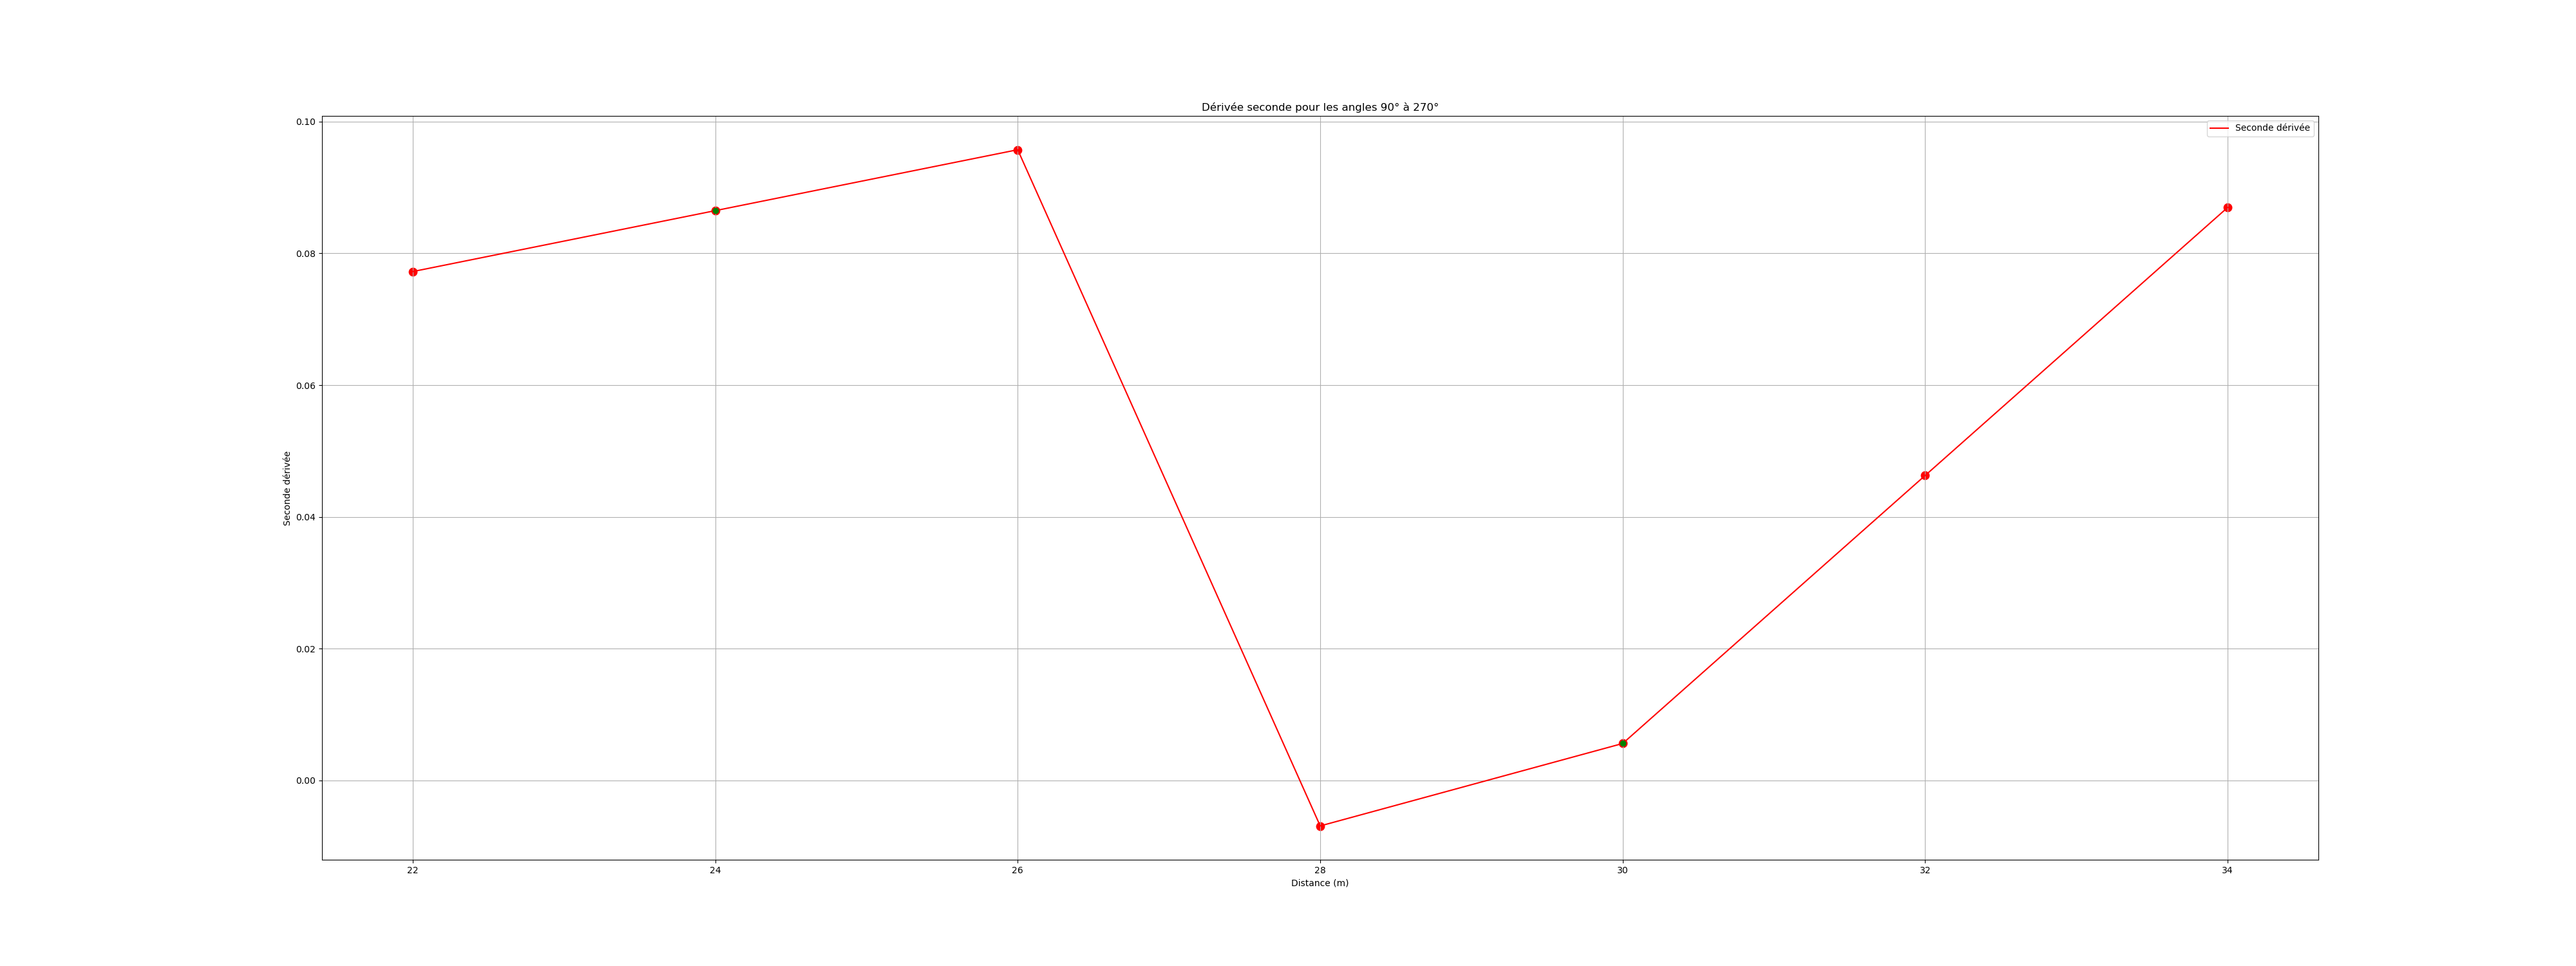 Dérivée seconde pour les angles 90° à 270°
Seconde dérivée
0.10
0.08
0.06
0.04
0.02
0.00
Seconde dérivée
22 24 26 28 30 32 34
Distance (m)